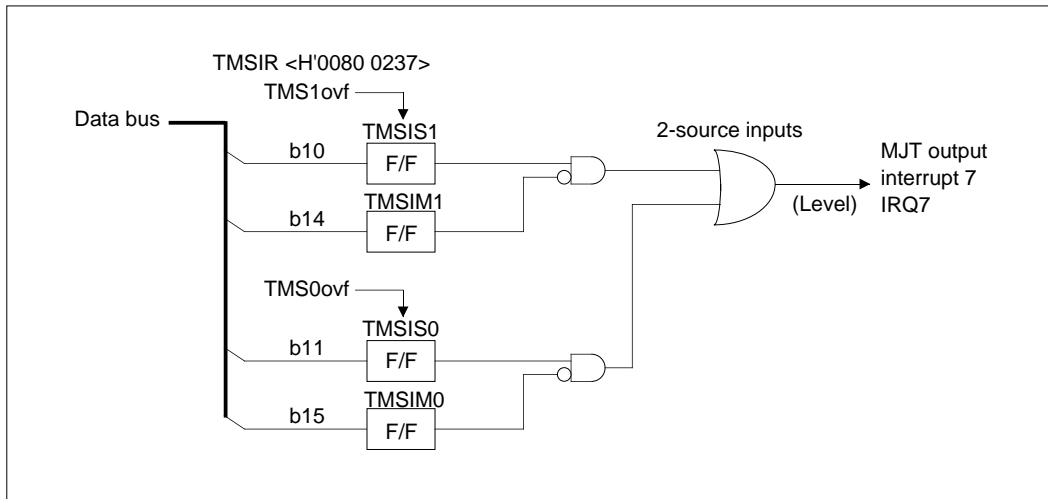 TMSIR <H'0080 0237>
TMS1ovf
Data bus
TMSIS1
b10
F/F
TMSIM1
b14
F/F
2-source inputs
MJT output
interrupt 7
IRQ7
(Level)
TMS0ovf
TMSIS0
b11
F/F
TMSIM0
b15
F/F